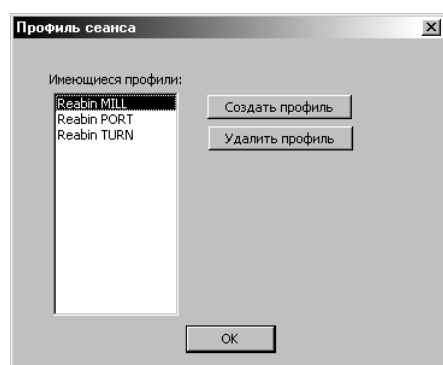 Профиль сеанса
Имеющиеся профили:
Reabin MILL
Reabin PORT
Reabin TURN
Создать профиль
Удалить профиль
OK